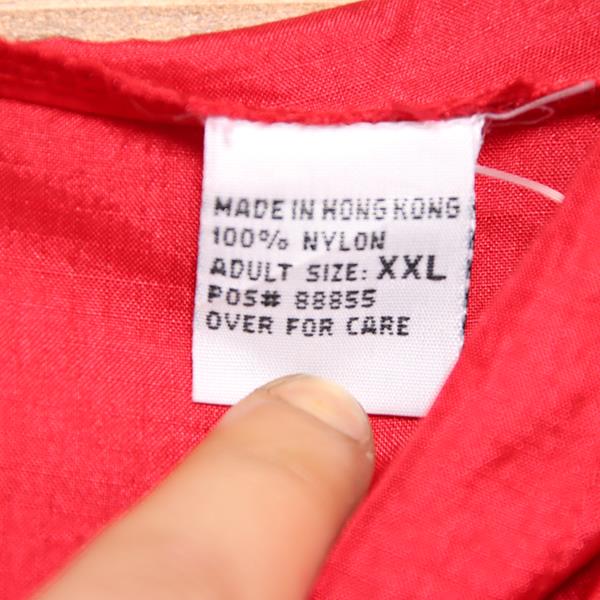 MADE IN HONG KONG
100% NYLON
ADULT SIZE: XXL
POS# 88855
OVER FOR CARE